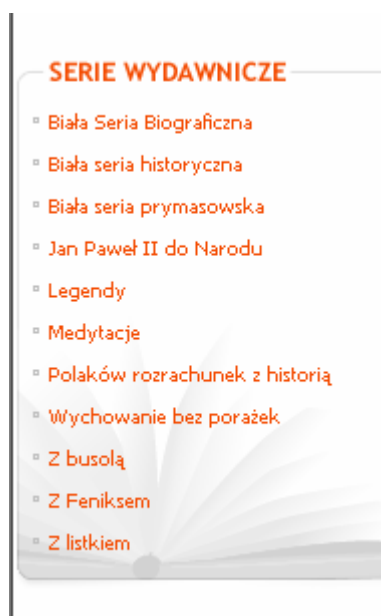 SERIE WYDAWNICZE
Biała Seria Biograficzna
Biała seria historyczna
Biała seria prymasowska
Jan Paweł II do Narodu
Legendy
Medytacje
Polaków rozrachunek z historią
Wychowanie bez porażek
Z busolą
Z Feniksem
Z listkiem